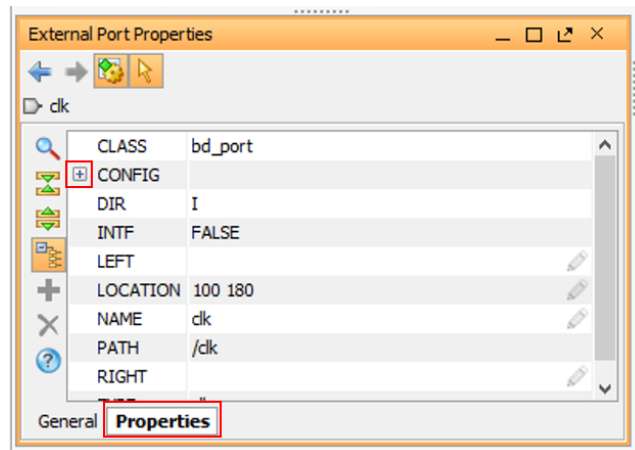 External Port Properties
clk
CLASS bd_port
CONFIG
DIR I
INTF FALSE
LEFT
LOCATION 100 180
NAME clk
PATH /clk
RIGHT
General Properties